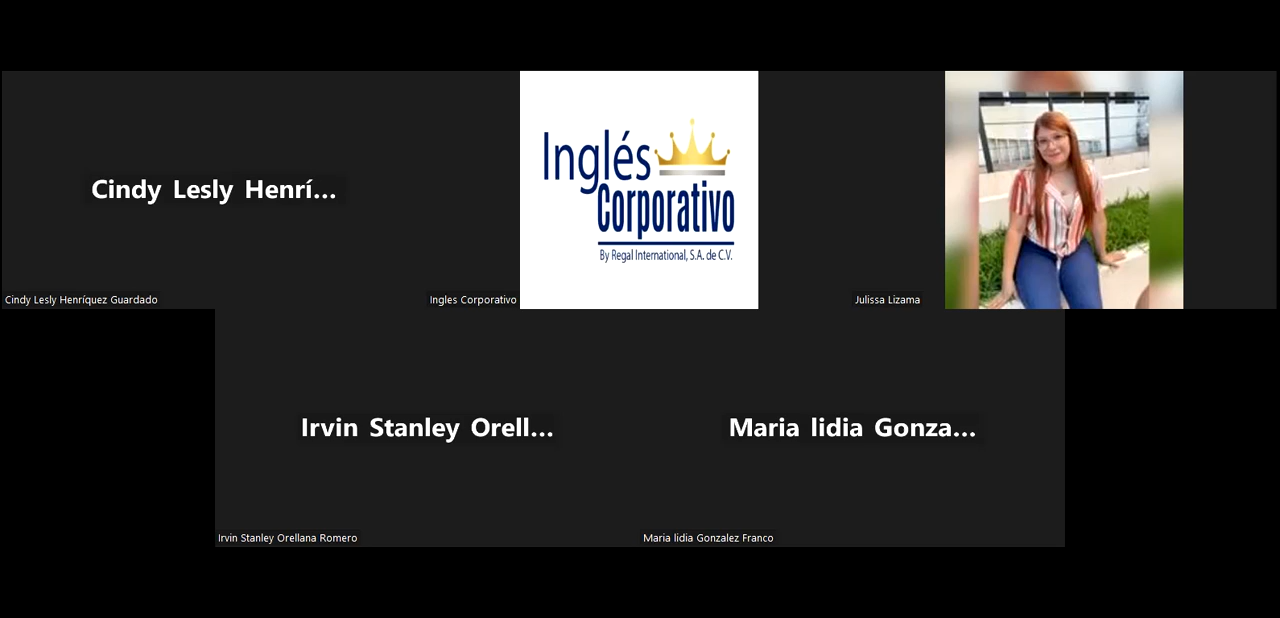 Cindy Lesly Henrí...
Cindy Lesly Henríquez Guardado
Ingles Corporativo
Inglés
Corporativo
By Regal International, S.A. de C.V.
Julissa Lizama
Irvin Stanley Orell...
Irvin Stanley Orellana Romero
Maria lidia Gonza...
Maria lidia Gonzalez Franco